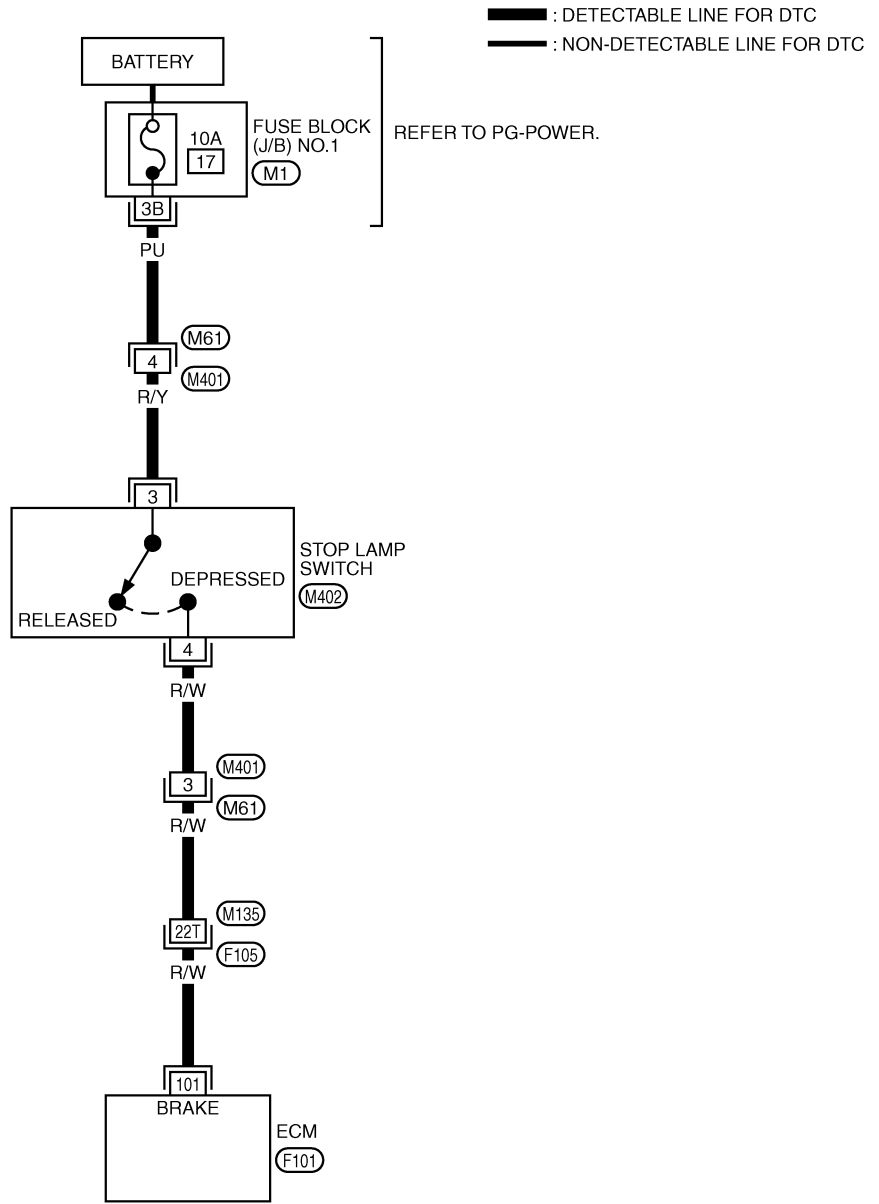 : DETECTABLE LINE FOR DTC
: NON-DETECTABLE LINE FOR DTC
BATTERY
10A
17
FUSE BLOCK
(J/B) NO.1
M1
REFER TO PG-POWER.
3B
PU
M61
4
M401
R/Y
3
STOP LAMP
SWITCH
M402
DEPRESSED
RELEASED
4
R/W
M401
3
M61
R/W
M135
22T
F105
R/W
101
BRAKE
ECM
F101